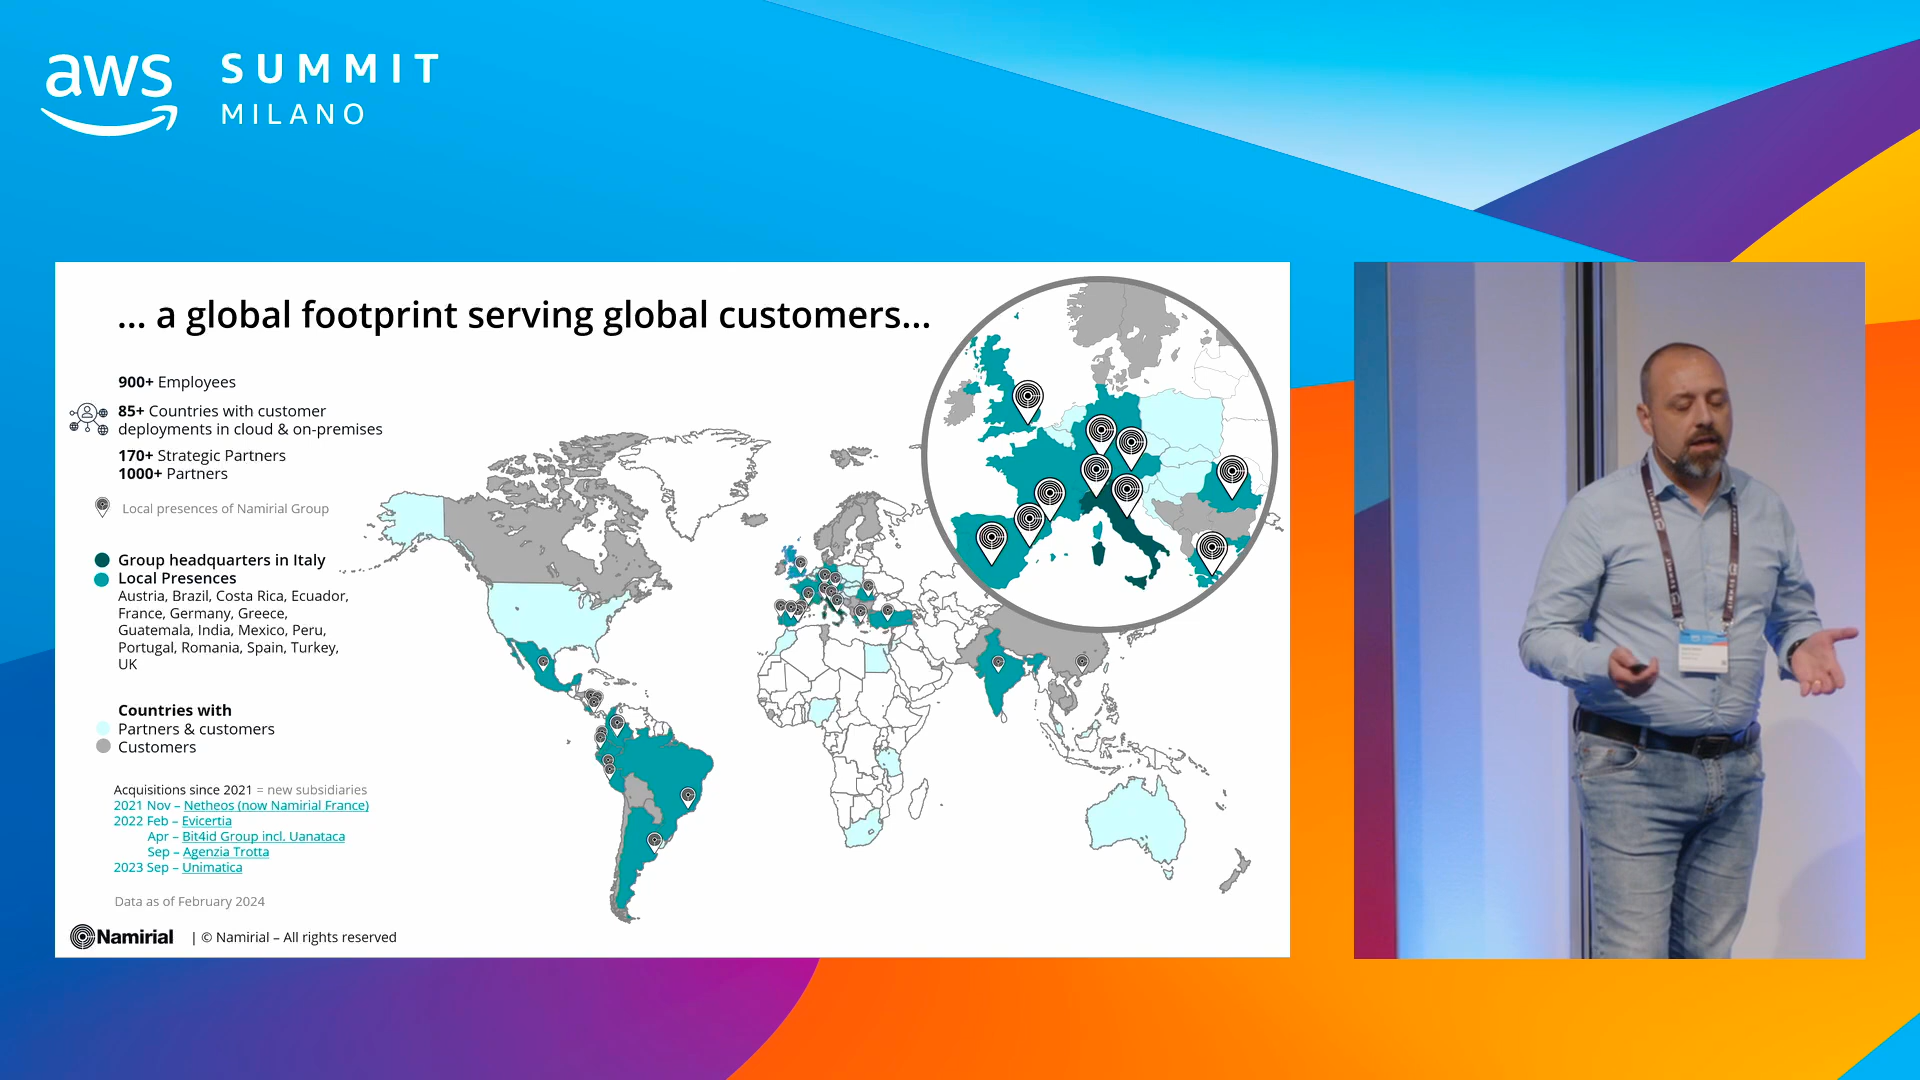 aws
SUMMIT
MILANO
... a global footprint serving global customers...
900+ Employees
85+ Countries with customer
deployments in cloud & on-premises
170+ Strategic Partners
1000+ Partners
Local presences of Namirial Group
Group headquarters in Italy
Local Presences
Austria, Brazil, Costa Rica, Ecuador,
France, Germany, Greece,
Guatemala, India, Mexico, Peru,
Portugal, Romania, Spain, Turkey,
UK
Countries with
Partners & customers
Customers
Acquisitions since 2021 = new subsidiaries
2021 Nov – Netheos (now Namirial France)
2022 Feb – Evicertia
Apr – Bit4id Group incl. Uanataca
Sep – Agenzia Trotta
2023 Sep – Unimatica
Data as of February 2024
Namirial | © Namirial – All rights reserved